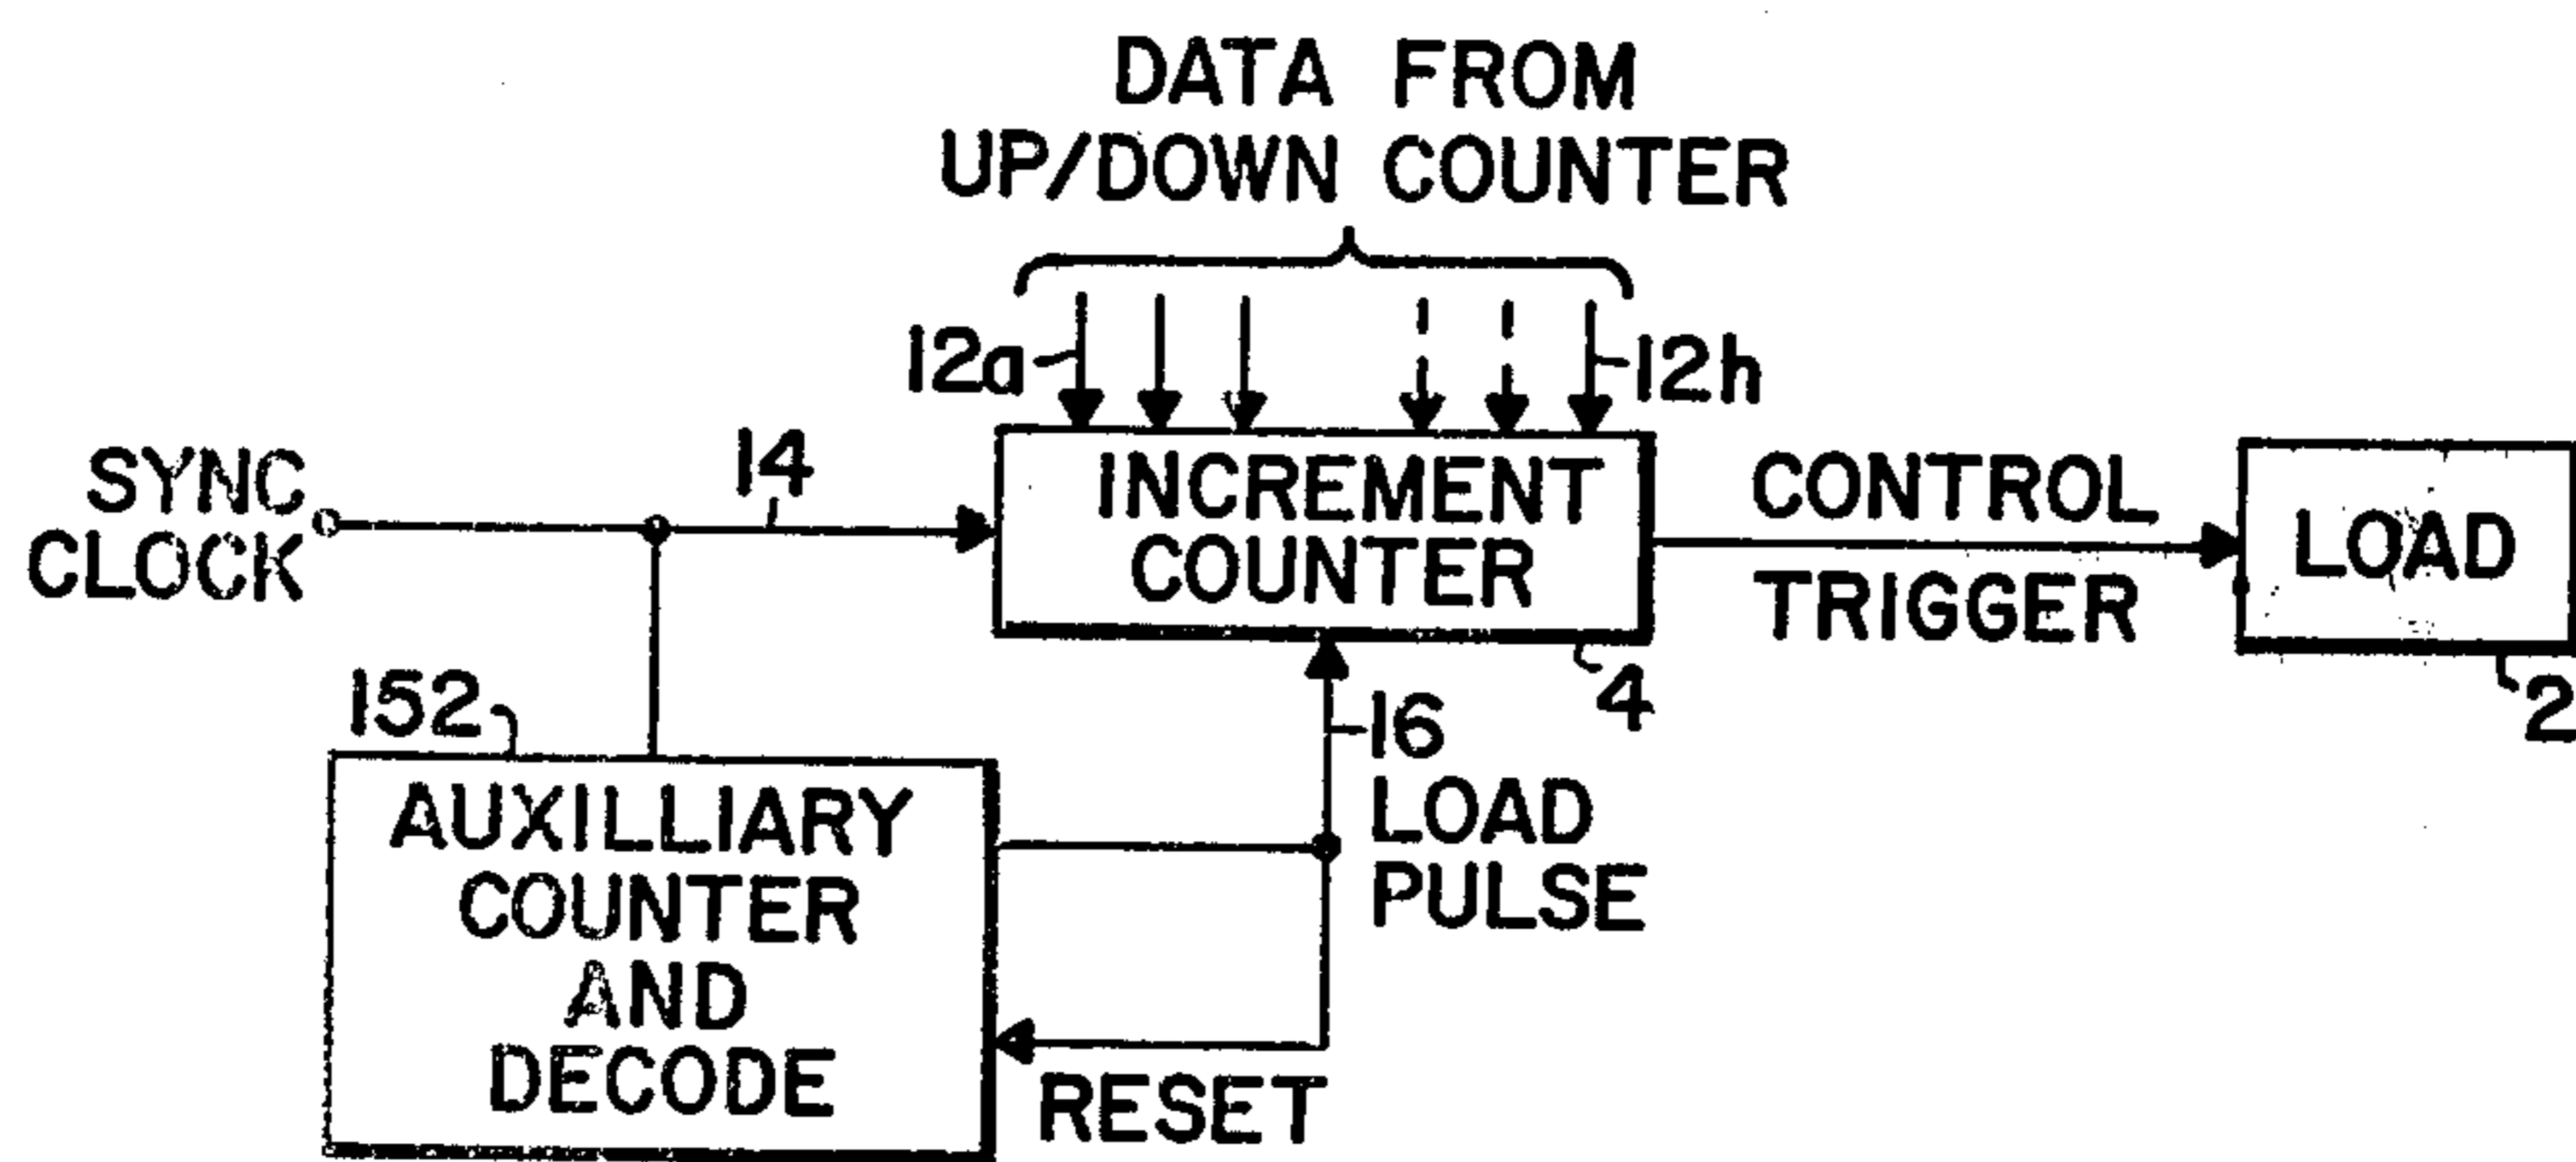 DATA FROM
UP/DOWN COUNTER
12a
12h
SYNC
CLOCK
14
INCREMENT
COUNTER
CONTROL
TRIGGER
LOAD
4
2
152
16
LOAD
PULSE
AUXILLIARY
COUNTER
AND
DECODE
RESET